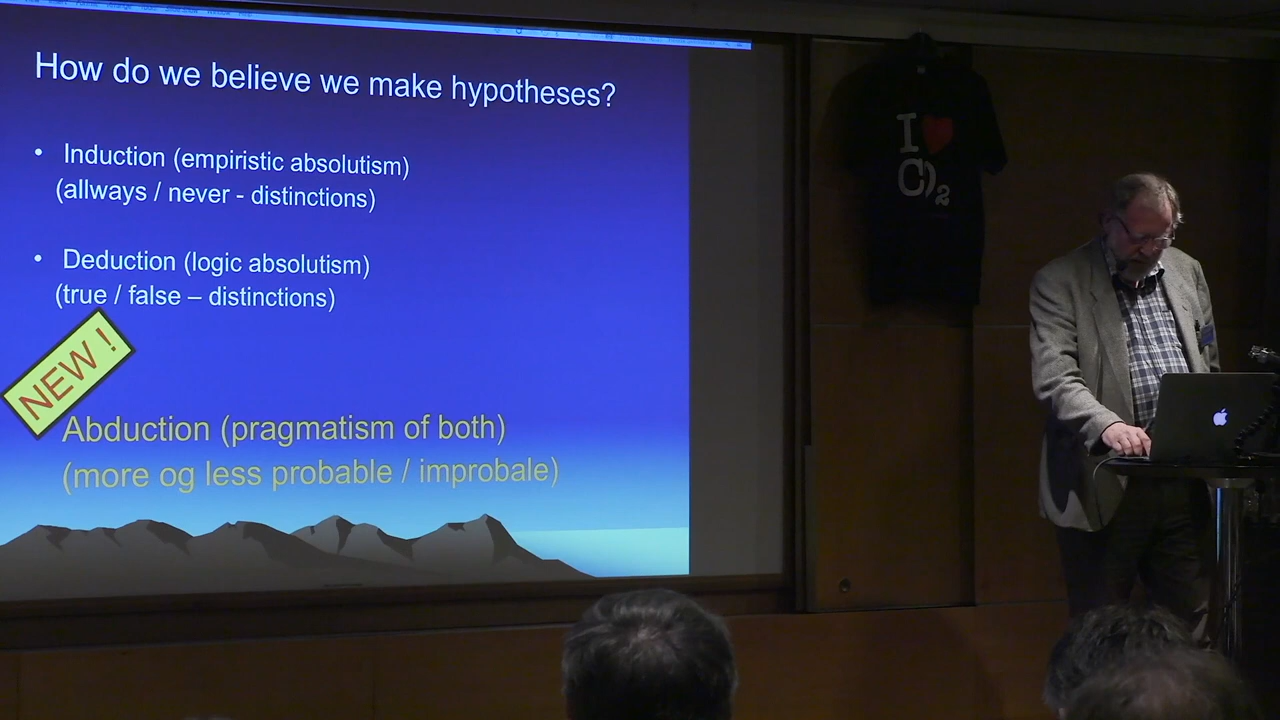 How do we believe we make hypotheses?
• Induction (empiristic absolutism)
(allways / never - distinctions)
• Deduction (logic absolutism)
(true / false – distinctions)
NEW !
Abduction (pragmatism of both)
(more og less probable / improbale)
I ❤
CO2